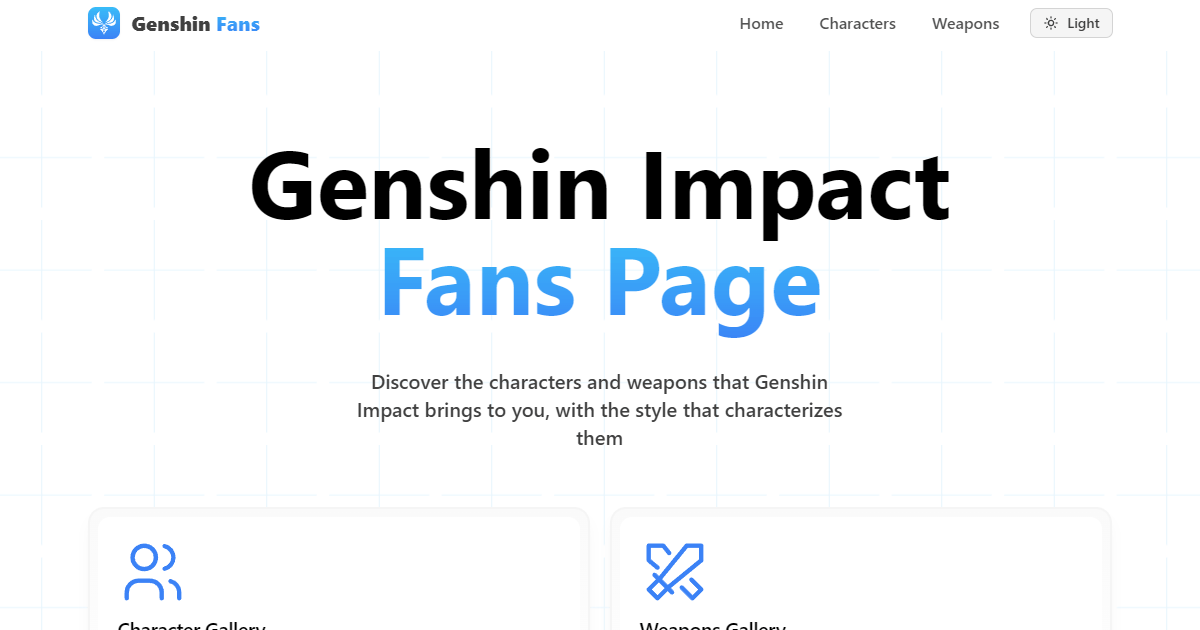 Genshin Fans
Home
Characters
Weapons
Light
Genshin Impact
Fans Page
Discover the characters and weapons that Genshin
Impact brings to you, with the style that characterizes
them
Character Gallery
Weapons Gallery